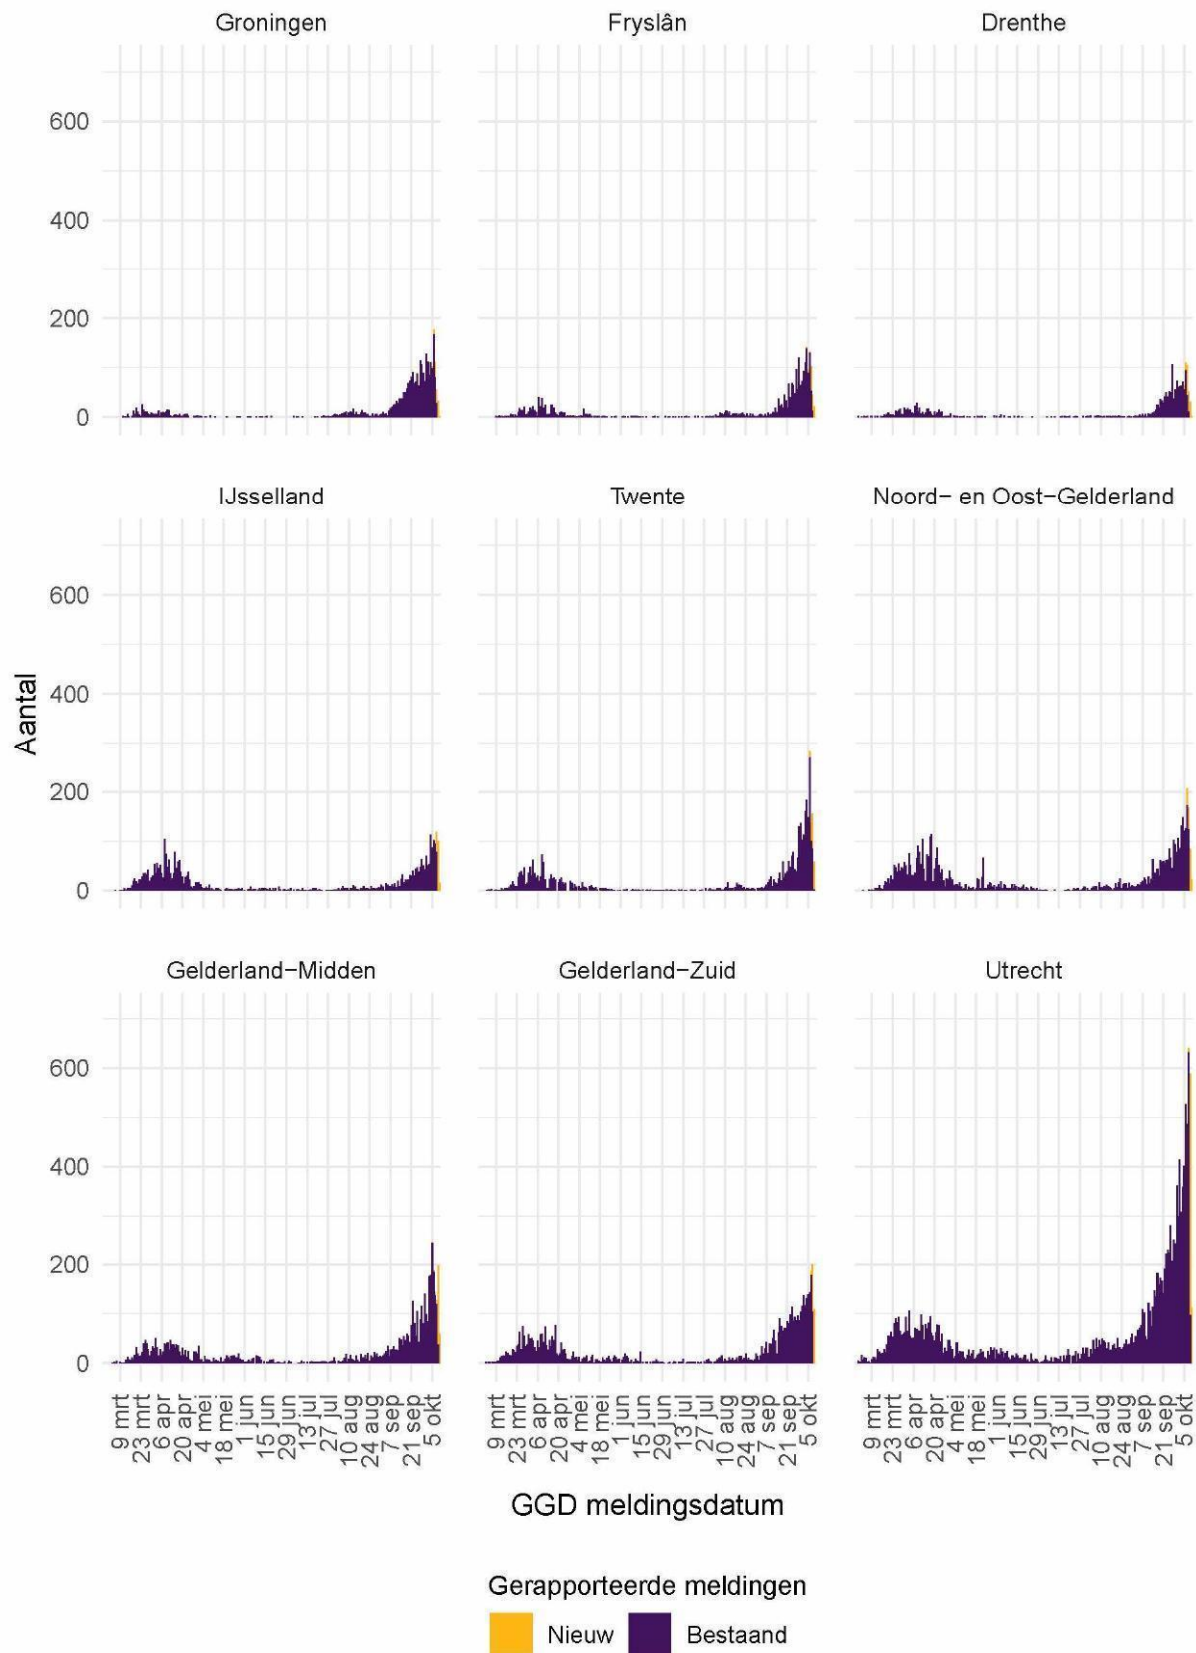 Groningen Fryslân Drenthe
600
400
200
0
IJsselland Twente Noord- en Oost-Gelderland
600
400
200
0
Aantal
Gelderland-Midden Gelderland-Zuid Utrecht
600
400
200
0
9 mrt 23 mrt 6 apr 20 apr 4 mei 18 mei 1 jun 15 jun 29 jun 13 jul 27 jul 10 aug 24 aug 7 sep 21 sep 5 okt 9 mrt 23 mrt 6 apr 20 apr 4 mei 18 mei 1 jun 15 jun 29 jun 13 jul 27 jul 10 aug 24 aug 7 sep 21 sep 5 okt 9 mrt 23 mrt 6 apr 20 apr 4 mei 18 mei 1 jun 15 jun 29 jun 13 jul 27 jul 10 aug 24 aug 7 sep 21 sep 5 okt
GGD meldingsdatum
Gerapporteerde meldingen
Nieuw Bestaand